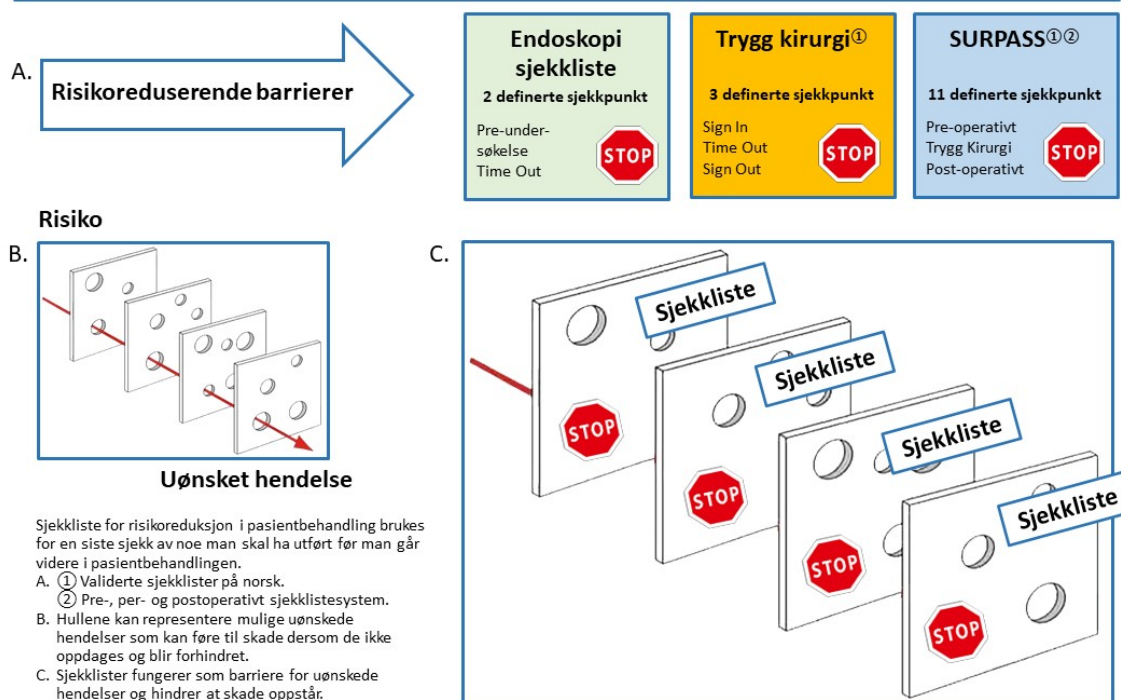 A.
Risikoreduserende barrierer
Endoskopi
sjekkliste
2 definerte sjekkpunkt
Pre-under-
søkelse
Time Out
STOP
Trygg kirurgi①
3 definerte sjekkpunkt
Sign In
Time Out
Sign Out
STOP
SURPASS①②
11 definerte sjekkpunkt
Pre-operativt
Trygg Kirurgi
Post-operativt
STOP
Risiko
B.
Uønsket hendelse
C.
Sjekkliste
STOP
Sjekkliste
STOP
Sjekkliste
STOP
Sjekkliste
STOP
Sjekkliste for risikoreduksjon i pasientbehandling brukes
for en siste sjekk av noe man skal ha utført før man går
videre i pasientbehandlingen.
A. ① Validerte sjekklister på norsk.
② Pre-, per- og postoperativt sjekklistesystem.
B. Hullene kan representere mulige uønskede
hendelser som kan føre til skade dersom de ikke
oppdages og blir forhindret.
C. Sjekklister fungerer som barriere for uønskede
hendelser og hindrer at skade oppstår.